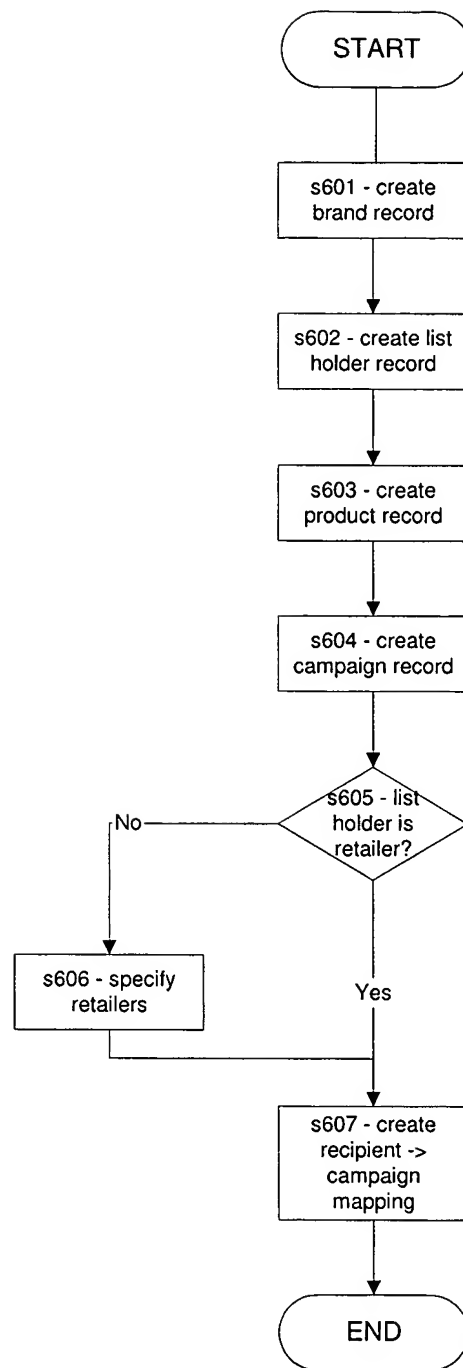 START
s601 - create
brand record
s602 - create list
holder record
s603 - create
product record
s604 - create
campaign record
s605 - list
holder is
retailer?
No
s606 - specify
retailers
Yes
s607 - create
recipient ->
campaign
mapping
END